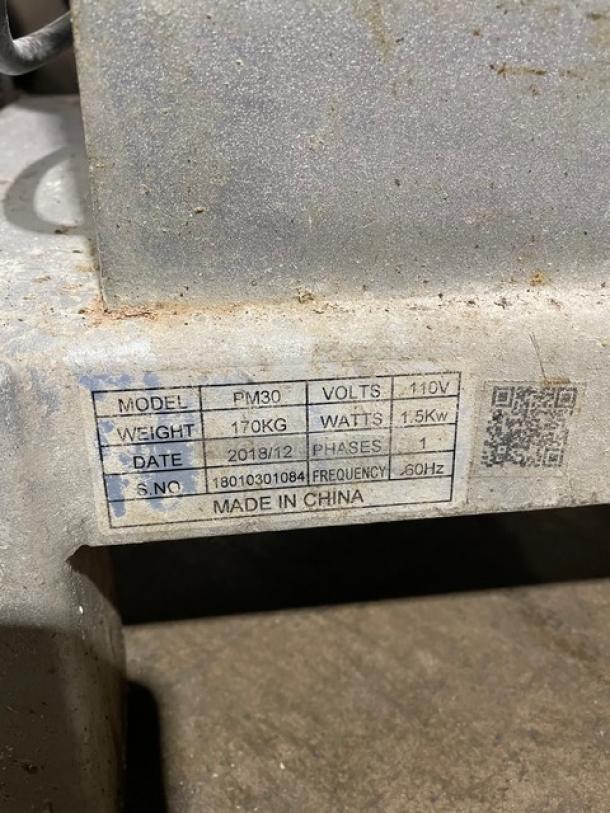 MODEL PM30 VOLTS 110V
WEIGHT 170KG WATTS 1.5Kw
DATE 2018/12 PHASES 1
S.NO. 18010301084 FREQUENCY 60Hz
MADE IN CHINA